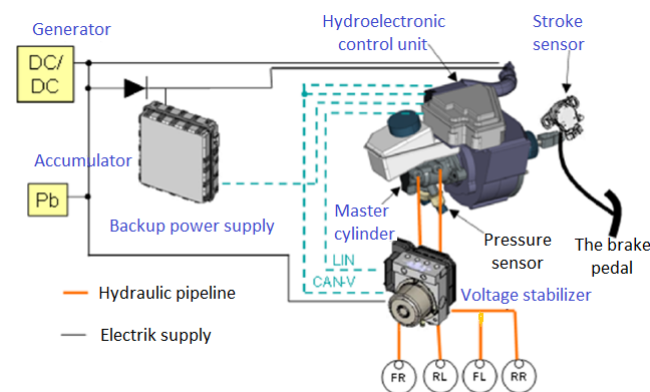 Generator
DC/
DC
Hydroelectronic
control unit
Stroke
sensor
Accumulator
Pb
Backup power supply
Master
cylinder
Pressure
sensor
The brake
pedal
LIN
CAN-V
Voltage stabilizer
Hydraulic pipeline
Electrik supply
FR
RL
FL
RR